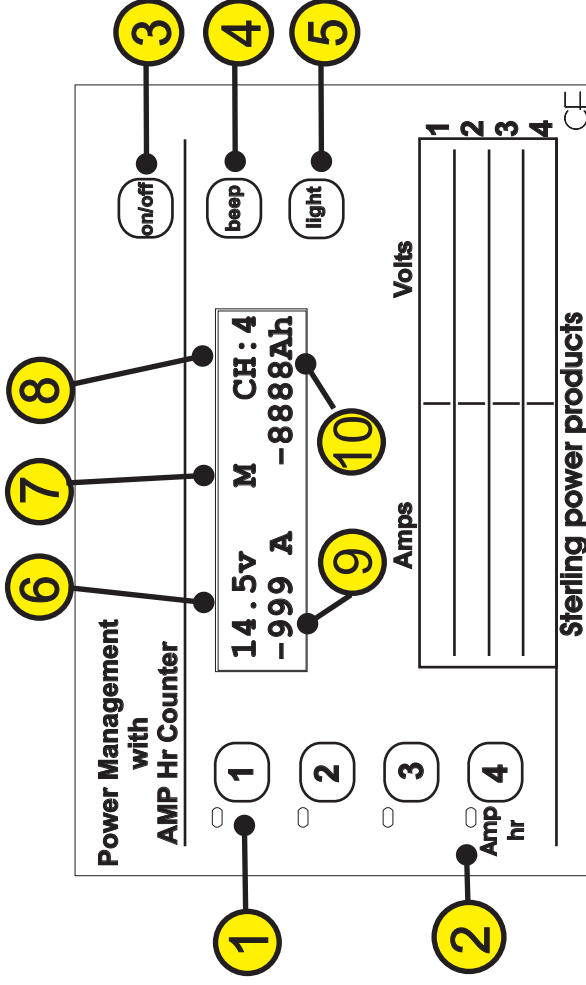 3
4
5
6
7
8
Power Management
with
AMP Hr Counter
on/off
beep
light
14.5v M CH:4
-999 A -8888Ah
9
10
1
2
3
4
Amp
hr
1
2
Amps Volts
1
2
3
4
Sterling power products
CE